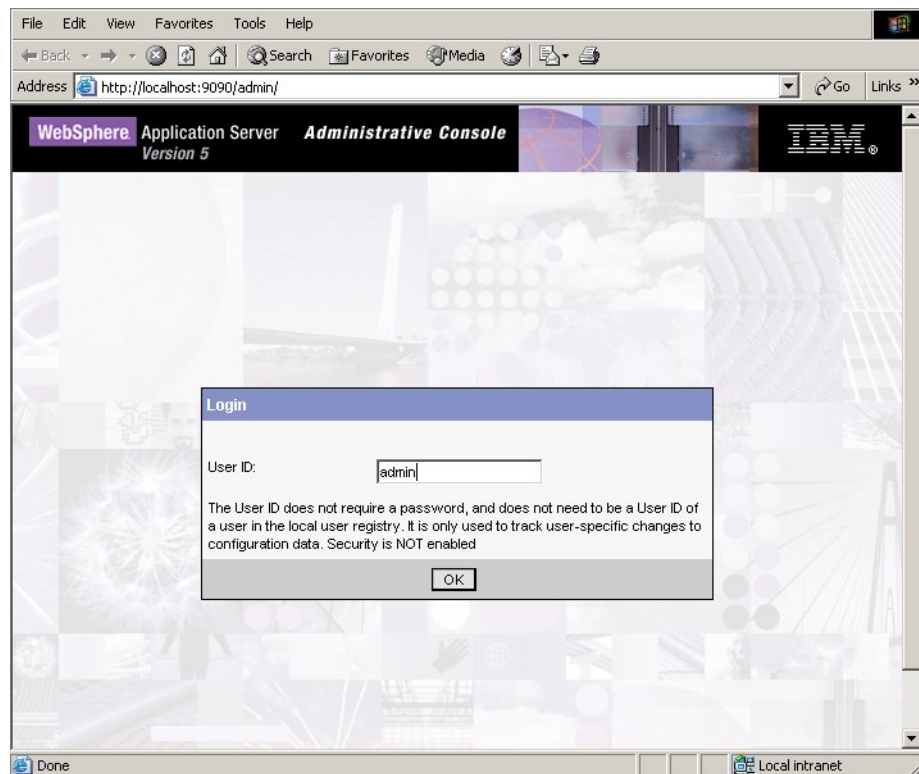 File Edit View Favorites Tools Help
Back Search Favorites Media
Address http://localhost:9090/admin/ Go Links »
WebSphere Application Server Administrative Console
Version 5
IBM®
Login
User ID: admin
The User ID does not require a password, and does not need to be a User ID of
a user in the local user registry. It is only used to track user-specific changes to
configuration data. Security is NOT enabled
OK
Done Local intranet